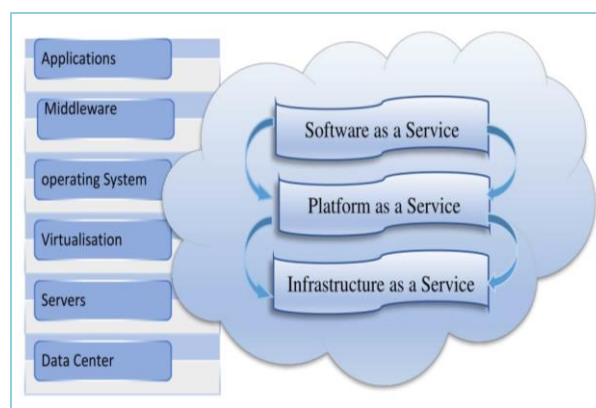 Applications
Middleware
operating System
Virtualisation
Servers
Data Center
Software as a Service
Platform as a Service
Infrastructure as a Service